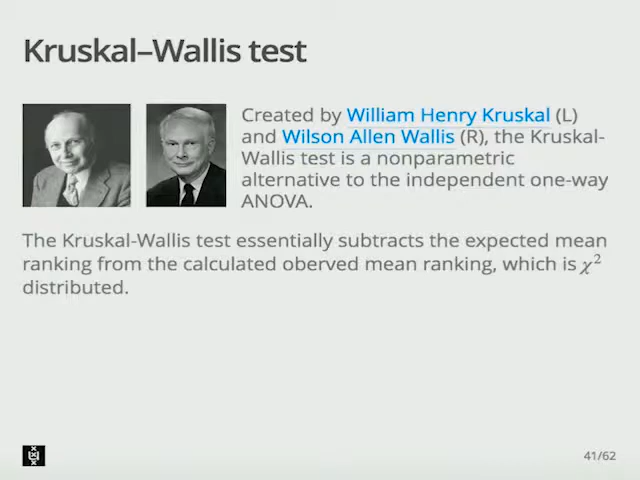 Kruskal–Wallis test
Created by William Henry Kruskal (L)
and Wilson Allen Wallis (R), the Kruskal-
Wallis test is a nonparametric
alternative to the independent one-way
ANOVA.
The Kruskal-Wallis test essentially subtracts the expected mean
ranking from the calculated oberved mean ranking, which is χ²
distributed.
41/62